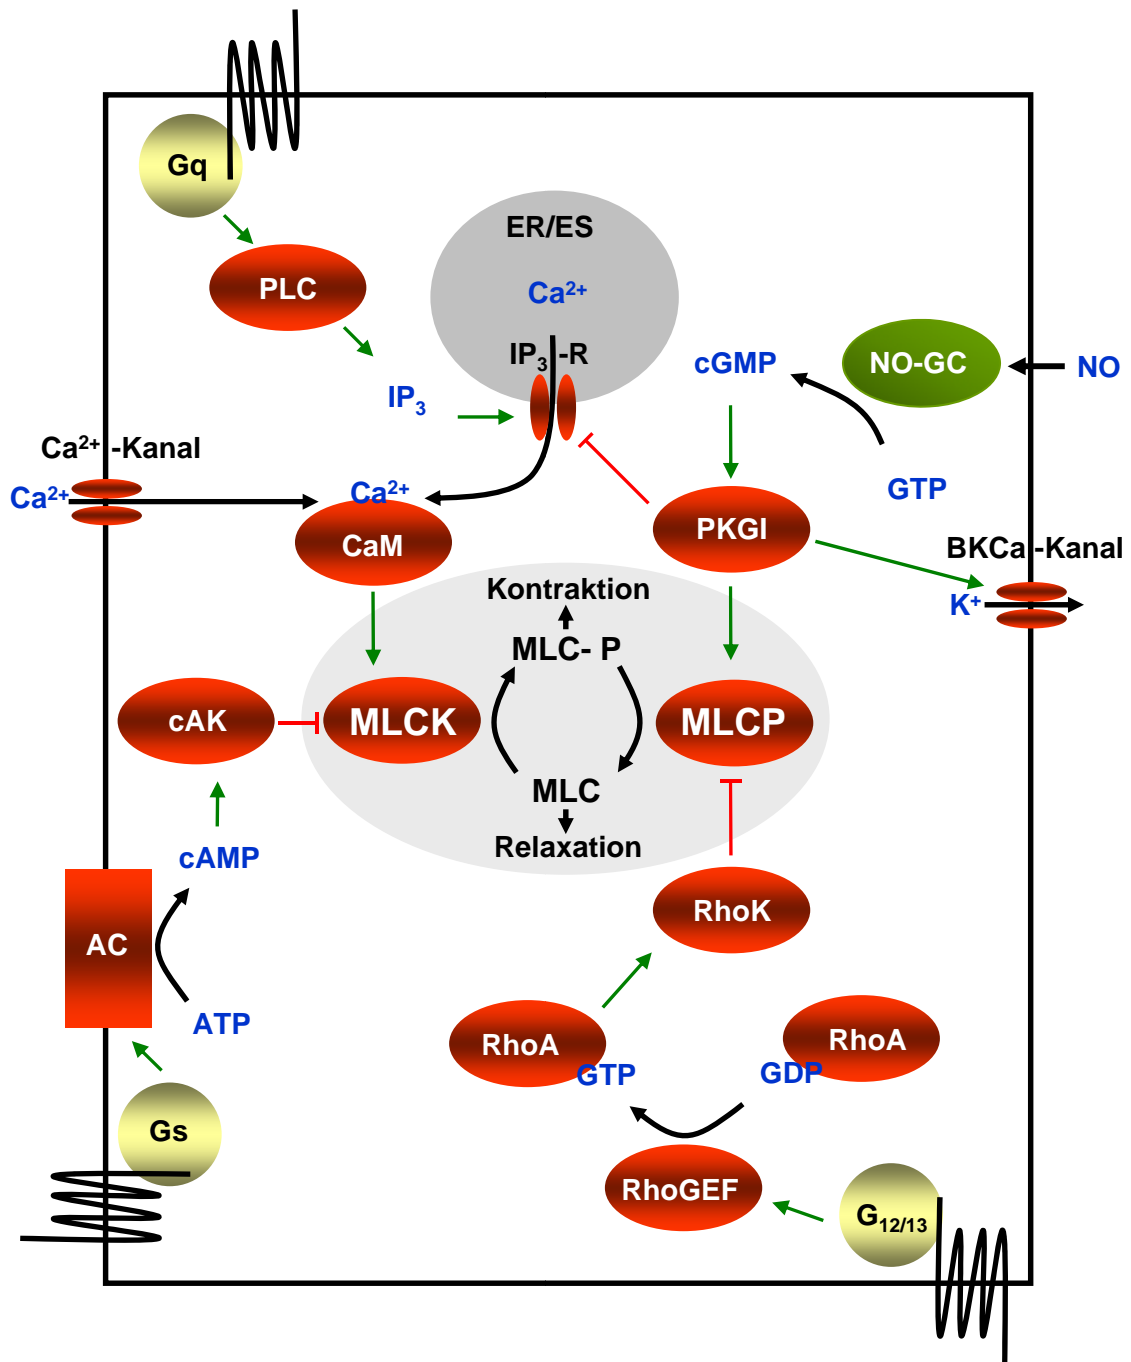 Gq
ER/ES
PLC
Ca²⁺
IP₃ -R
cGMP
NO-GC
NO
IP₃
Ca²⁺ -Kanal
Ca²⁺
Ca²⁺
GTP
CaM
PKGI
BKCa -Kanal
K⁺
Kontraktion
MLC- P
cAK
MLCK
MLCP
MLC
Relaxation
cAMP
RhoK
AC
ATP
RhoA
GTP
RhoA
GDP
Gs
RhoGEF
G₁₂/₁₃